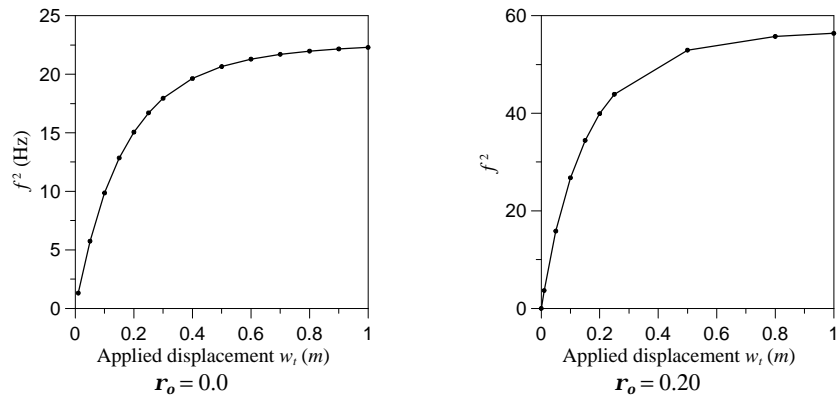 25
20
15
10
5
0
f ² (Hz)
0 0.2 0.4 0.6 0.8 1
Applied displacement wₜ (m)
rₒ = 0.0
60
40
20
0
f ²
0 0.2 0.4 0.6 0.8 1
Applied displacement wₜ (m)
rₒ = 0.20